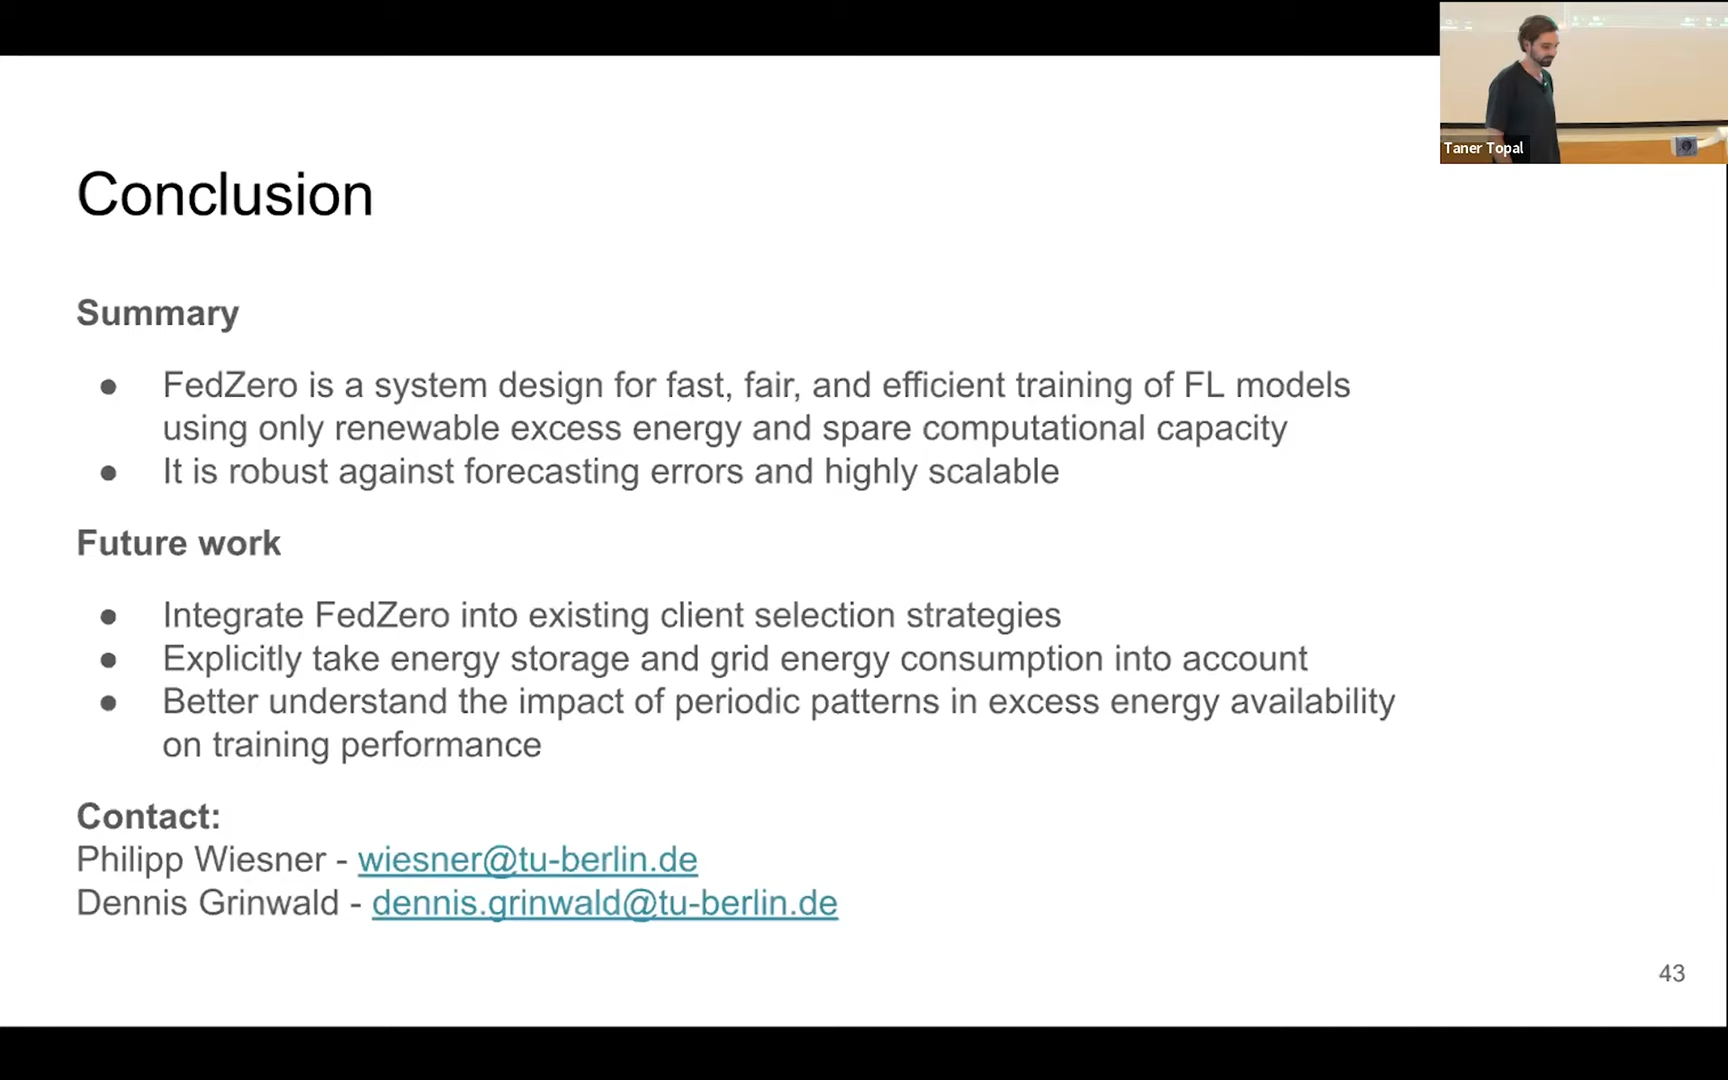 Taner Topal
Conclusion
Summary
● FedZero is a system design for fast, fair, and efficient training of FL models
using only renewable excess energy and spare computational capacity
● It is robust against forecasting errors and highly scalable
Future work
● Integrate FedZero into existing client selection strategies
● Explicitly take energy storage and grid energy consumption into account
● Better understand the impact of periodic patterns in excess energy availability
on training performance
Contact:
Philipp Wiesner - wiesner@tu-berlin.de
Dennis Grinwald - dennis.grinwald@tu-berlin.de
43